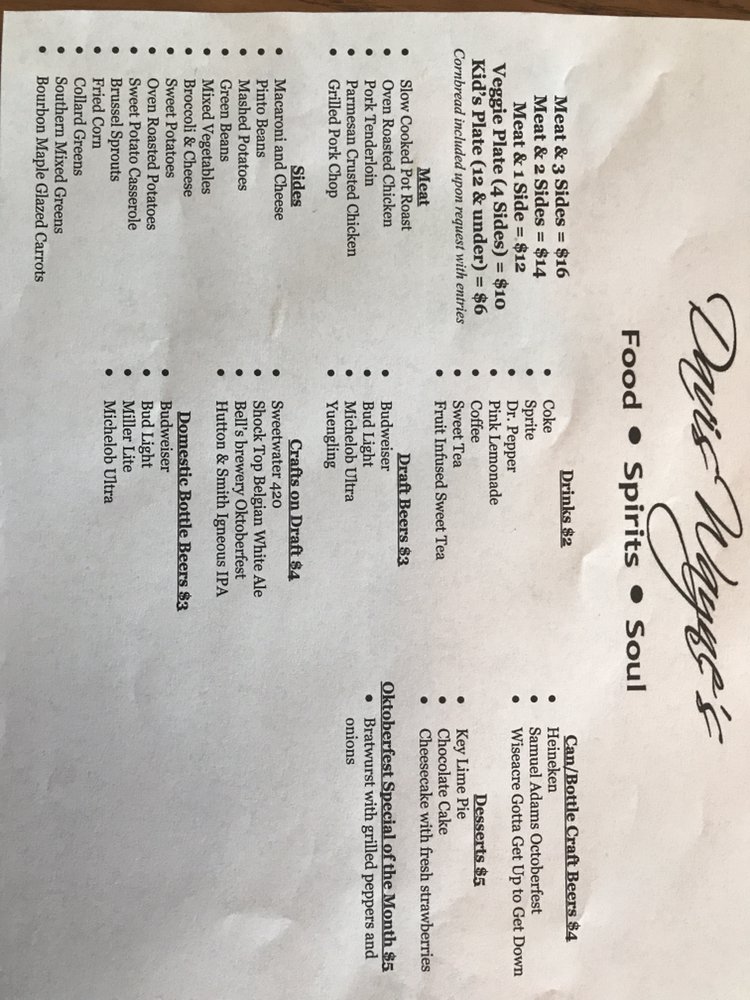 Davis Wayne's
Food • Spirits • Soul
Meat & 3 Sides = $16
Meat & 2 Sides = $14
Meat & 1 Side = $12
Veggie Plate (4 Sides) = $10
Kid's Plate (12 & under) = $6
Cornbread included upon request with entries
Meat
• Slow Cooked Pot Roast
• Oven Roasted Chicken
• Pork Tenderloin
• Parmesan Crusted Chicken
• Grilled Pork Chop
Sides
• Macaroni and Cheese
• Pinto Beans
• Mashed Potatoes
• Green Beans
• Mixed Vegetables
• Broccoli & Cheese
• Sweet Potatoes
• Oven Roasted Potatoes
• Sweet Potato Casserole
• Brussel Sprouts
• Fried Corn
• Collard Greens
• Southern Mixed Greens
• Bourbon Maple Glazed Carrots
Drinks $2
• Coke
• Sprite
• Dr. Pepper
• Pink Lemonade
• Coffee
• Sweet Tea
• Fruit Infused Sweet Tea
Draft Beers $3
• Budweiser
• Bud Light
• Michelob Ultra
• Yuengling
Crafts on Draft $4
• Sweetwater 420
• Shock Top Belgian White Ale
• Bell's brewery Oktoberfest
• Hutton & Smith Igneous IPA
Domestic Bottle Beers $3
• Budweiser
• Bud Light
• Miller Lite
• Michelob Ultra
Can/Bottle Craft Beers $4
• Heineken
• Samuel Adams Octoberfest
• Wiseacre Gotta Get Up to Get Down
Desserts $5
• Key Lime Pie
• Chocolate Cake
• Cheesecake with fresh strawberries
Oktoberfest Special of the Month $5
• Bratwurst with grilled peppers and
onions